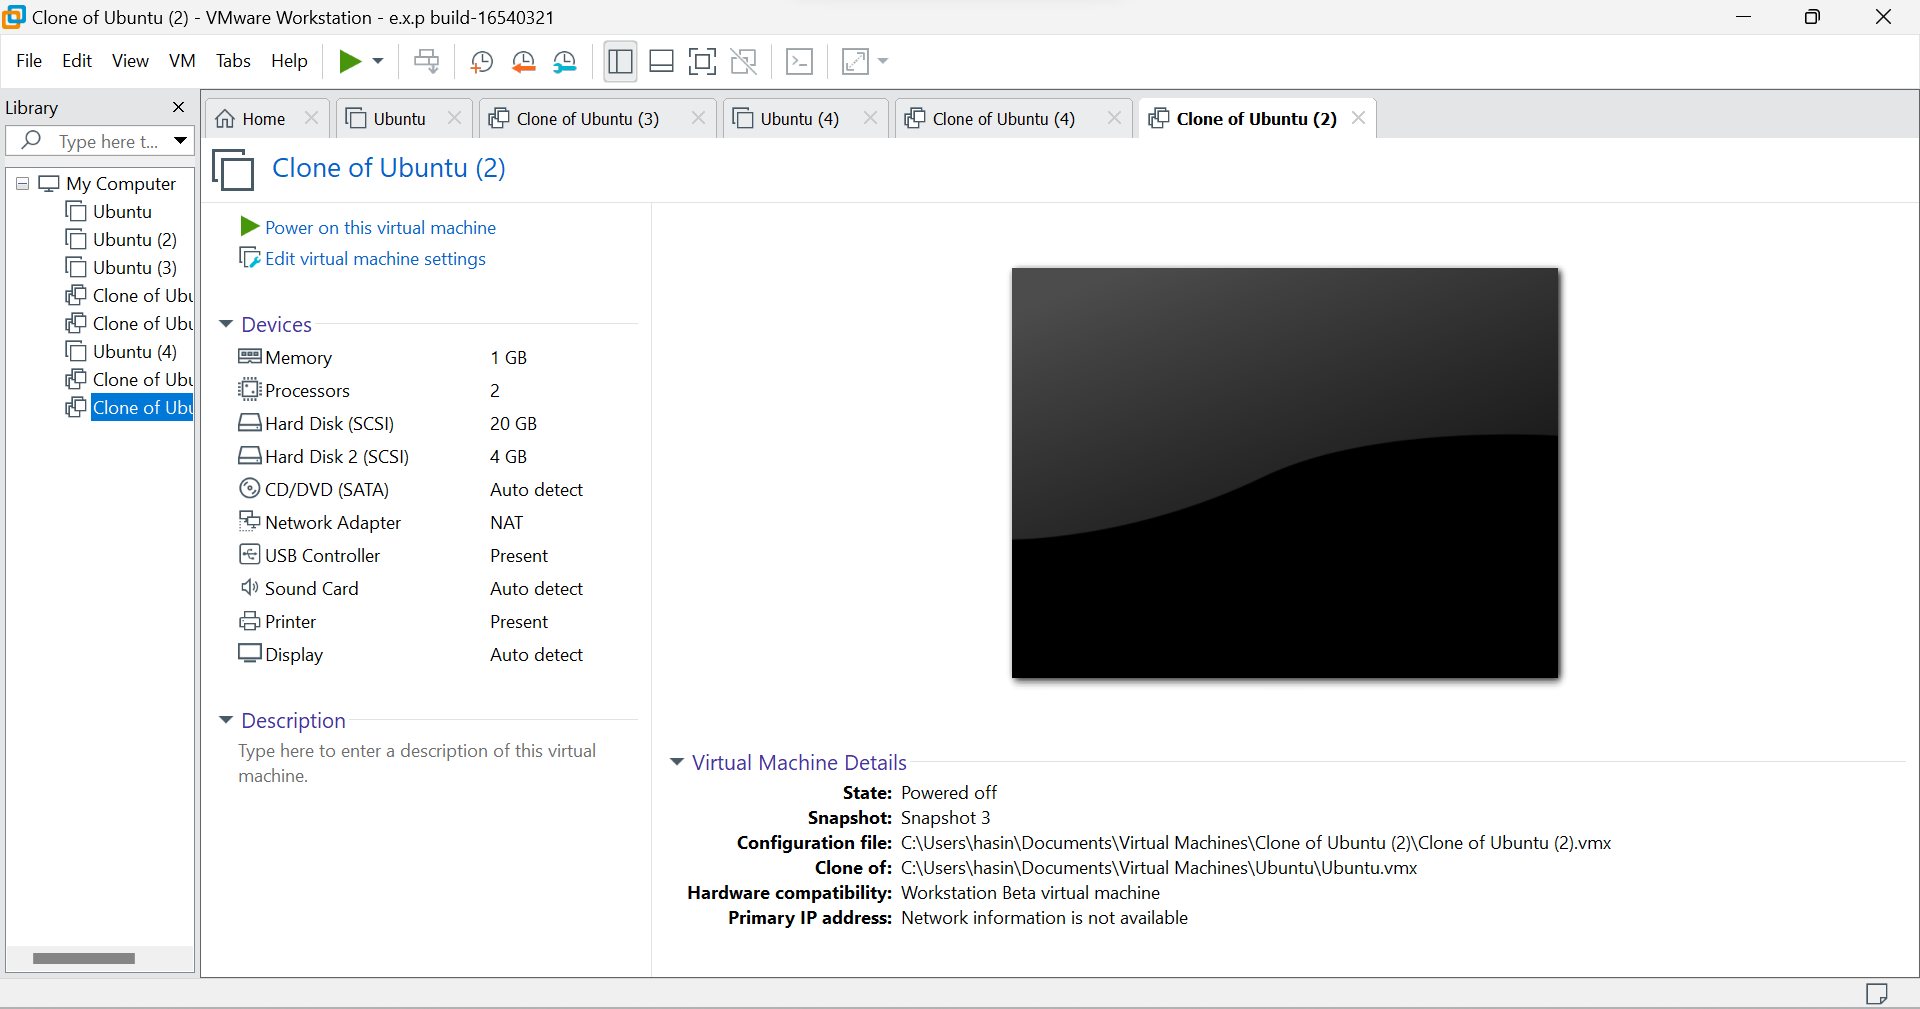 Clone of Ubuntu (2) - VMware Workstation - e.x.p build-16540321
File Edit View VM Tabs Help
Library
Type here t...
My Computer
Ubuntu
Ubuntu (2)
Ubuntu (3)
Clone of Ubu
Clone of Ubu
Ubuntu (4)
Clone of Ubu
Clone of Ubu
Home Ubuntu Clone of Ubuntu (3) Ubuntu (4) Clone of Ubuntu (4) Clone of Ubuntu (2)
Clone of Ubuntu (2)
Power on this virtual machine
Edit virtual machine settings
Devices
Memory 1 GB
Processors 2
Hard Disk (SCSI) 20 GB
Hard Disk 2 (SCSI) 4 GB
CD/DVD (SATA) Auto detect
Network Adapter NAT
USB Controller Present
Sound Card Auto detect
Printer Present
Display Auto detect
Description
Type here to enter a description of this virtual
machine.
Virtual Machine Details
State: Powered off
Snapshot: Snapshot 3
Configuration file: C:\Users\hasin\Documents\Virtual Machines\Clone of Ubuntu (2)\Clone of Ubuntu (2).vmx
Clone of: C:\Users\hasin\Documents\Virtual Machines\Ubuntu\Ubuntu.vmx
Hardware compatibility: Workstation Beta virtual machine
Primary IP address: Network information is not available